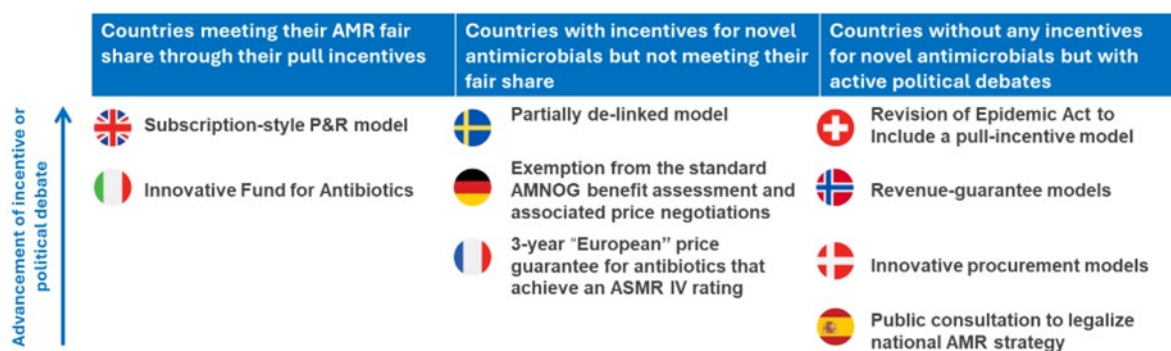 Countries meeting their AMR fair
share through their pull incentives
Countries with incentives for novel
antimicrobials but not meeting their
fair share
Countries without any incentives
for novel antimicrobials but with
active political debates
Advancement of incentive or
political debate
Subscription-style P&R model
Innovative Fund for Antibiotics
Partially de-linked model
Exemption from the standard
AMNOG benefit assessment and
associated price negotiations
3-year “European” price
guarantee for antibiotics that
achieve an ASMR IV rating
Revision of Epidemic Act to
Include a pull-incentive model
Revenue-guarantee models
Innovative procurement models
Public consultation to legalize
national AMR strategy